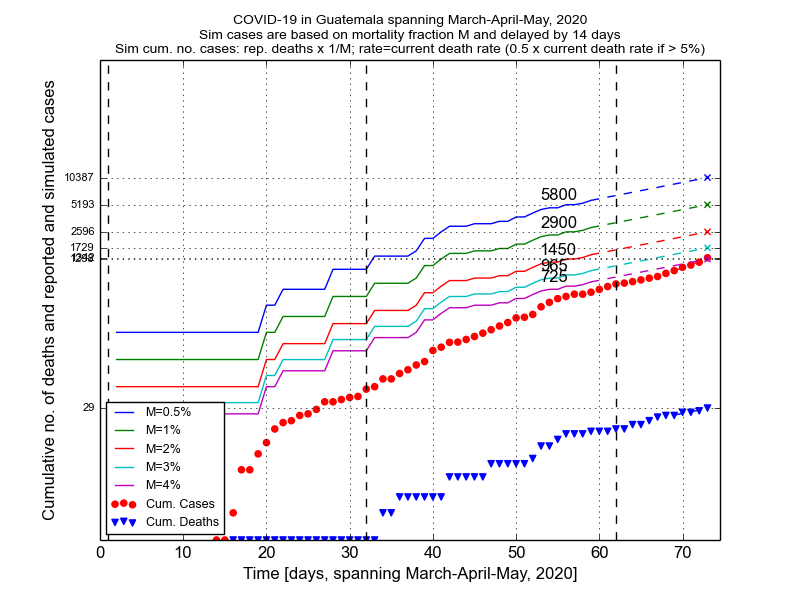 COVID-19 in Guatemala spanning March-April-May, 2020
Sim cases are based on mortality fraction M and delayed by 14 days
Sim cum. no. cases: rep. deaths x 1/M; rate=current death rate (0.5 x current death rate if > 5%)
Cumulative no. of deaths and reported and simulated cases
10387
5193
2596
1729
29
5800
2900
1450
965
725
M=0.5%
M=1%
M=2%
M=3%
M=4%
Cum. Cases
Cum. Deaths
0 10 20 30 40 50 60 70
Time [days, spanning March-April-May, 2020]